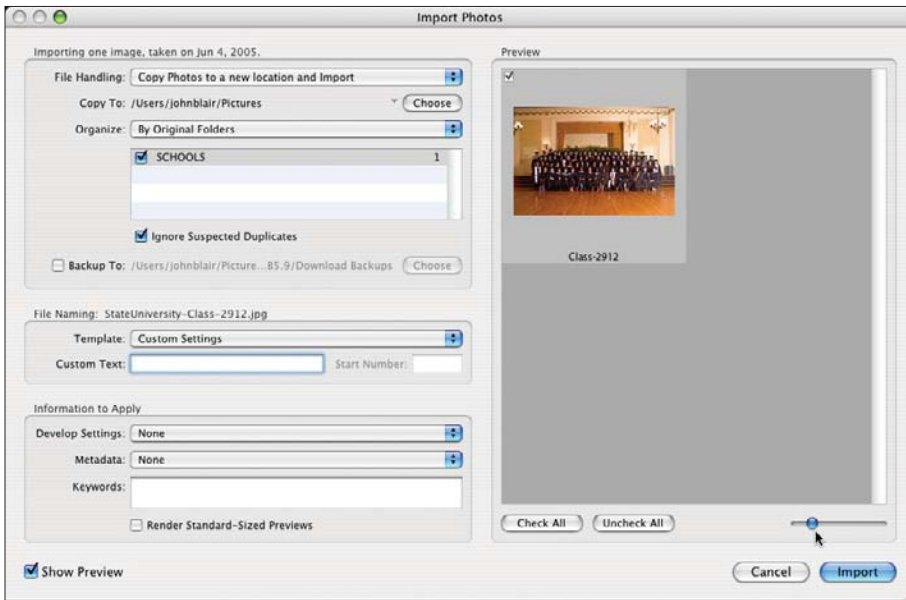 Import Photos
Importing one image, taken on Jun 4, 2005.
File Handling: Copy Photos to a new location and Import
Copy To: /Users/johnblair/Pictures Choose
Organize: By Original Folders
SCHOOLS 1
Ignore Suspected Duplicates
Backup To: /Users/johnblair/Picture...85.9/Download Backups Choose
File Naming: StateUniversity-Class-2912.jpg
Template: Custom Settings
Custom Text: Start Number:
Information to Apply
Develop Settings: None
Metadata: None
Keywords:
Render Standard-Sized Previews
Show Preview
Preview
Class-2912
Check All Uncheck All
Cancel Import